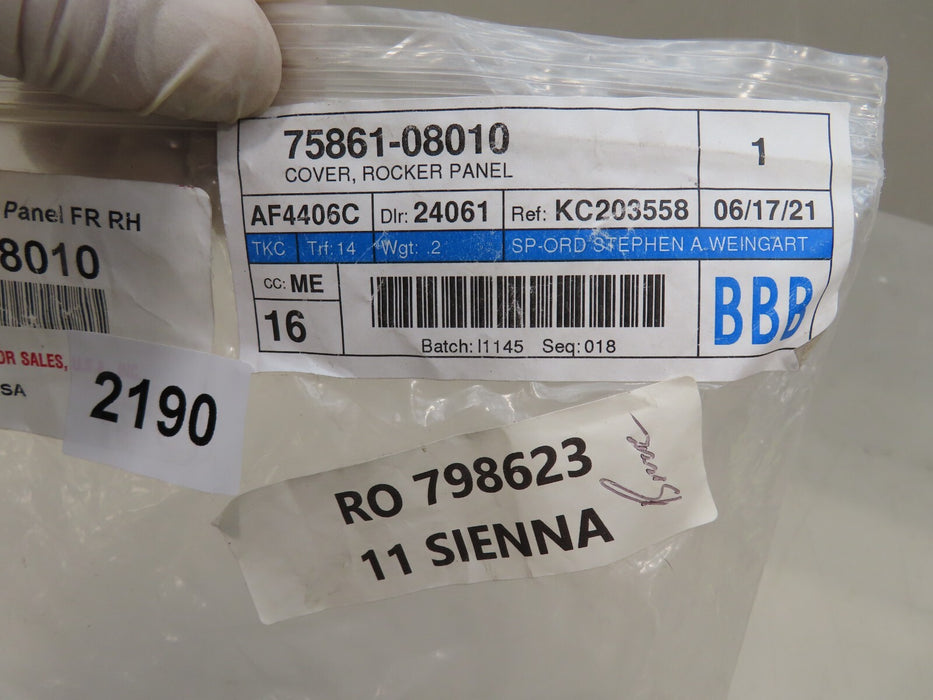 75861-08010
COVER, ROCKER PANEL
1
AF4406C Dlr: 24061 Ref: KC203558 06/17/21
TKC Trf: 14 Wgt: .2 SP-ORD STEPHEN A.WEINGART
CC: ME
16
Batch: I1145 Seq: 018
BBB
Panel FR RH
8010
OR SALES,
SA
2190
RO 798623
11 SIENNA